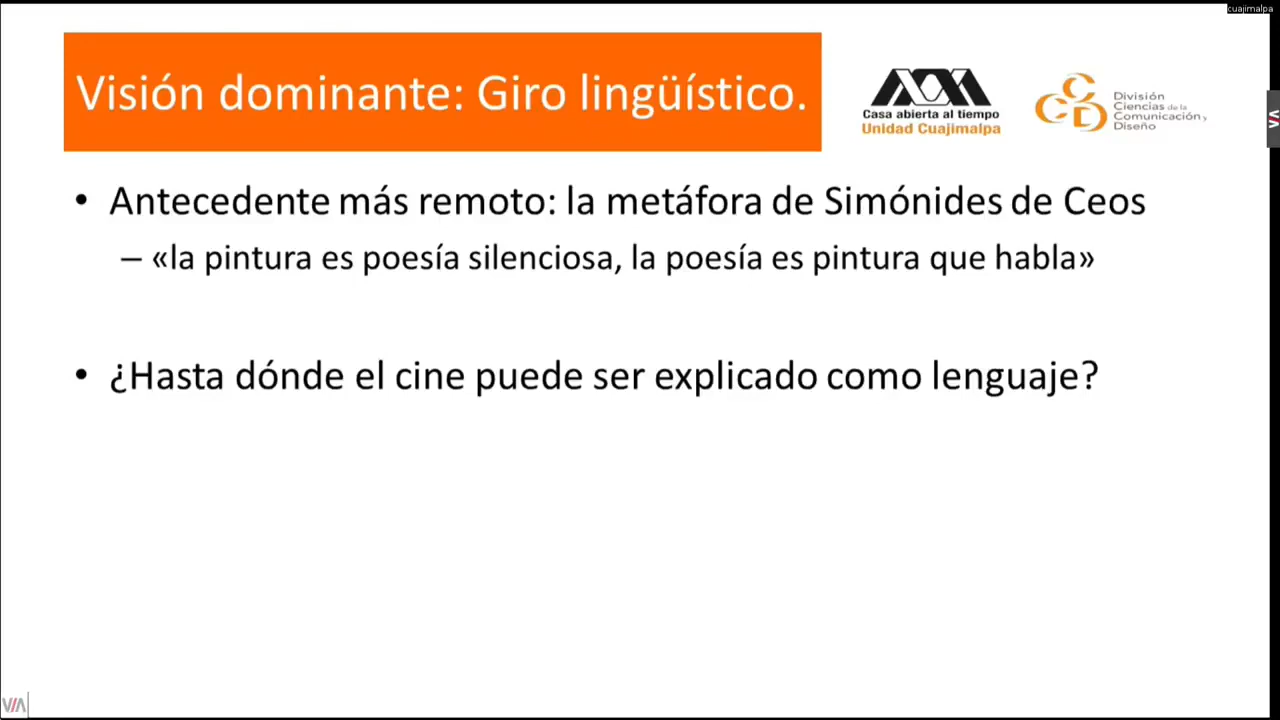 cuajimalpa
Visión dominante: Giro lingüístico.
Casa abierta al tiempo
Unidad Cuajimalpa
CCD
División
Ciencias de la
Comunicación y
Diseño
• Antecedente más remoto: la metáfora de Simónides de Ceos
– «la pintura es poesía silenciosa, la poesía es pintura que habla»
• ¿Hasta dónde el cine puede ser explicado como lenguaje?